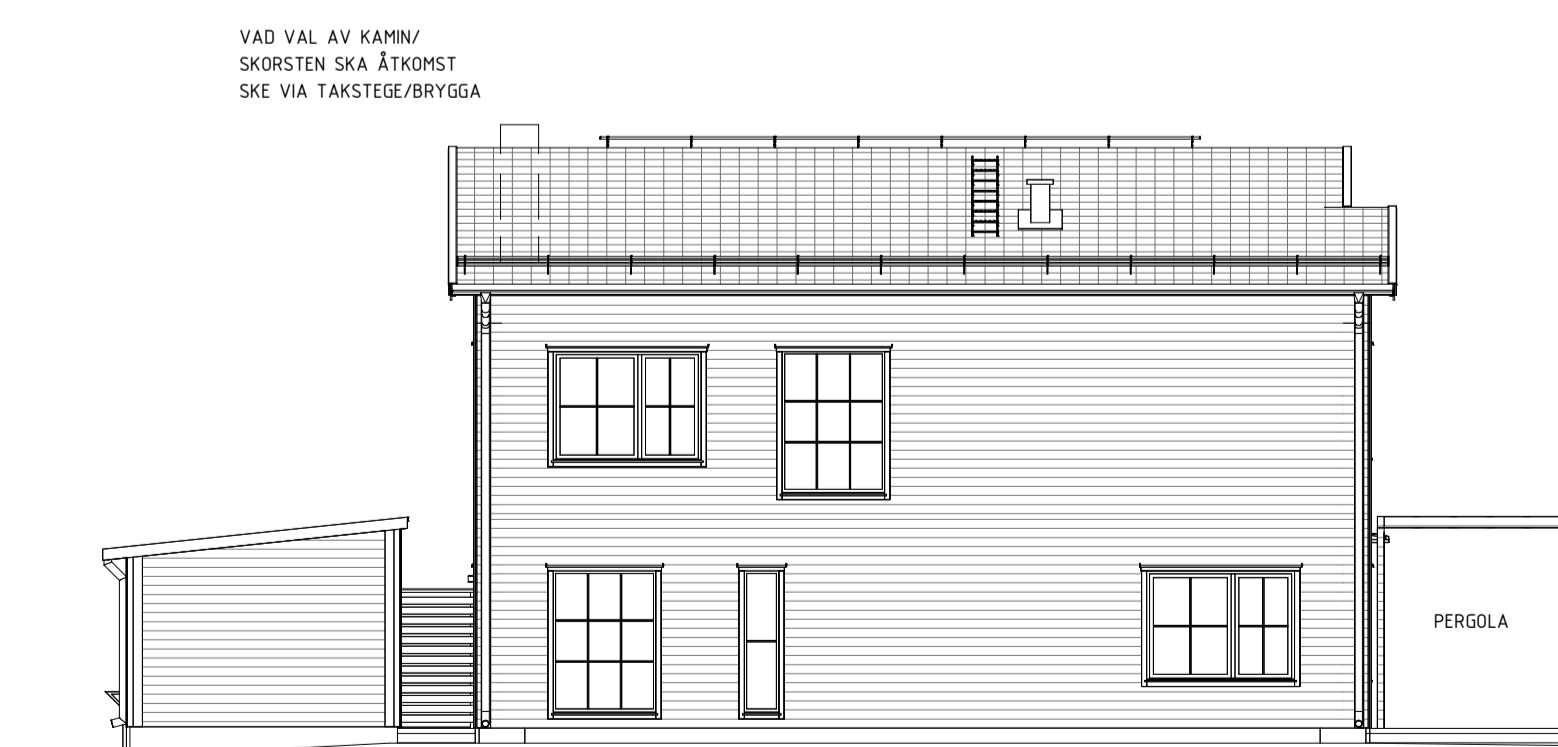 VAD VAL AV KAMIN/
SKORSTEN SKA ÅTKOMST
SKE VIA TAKSTEGE/BRYGGA
PERGOLA